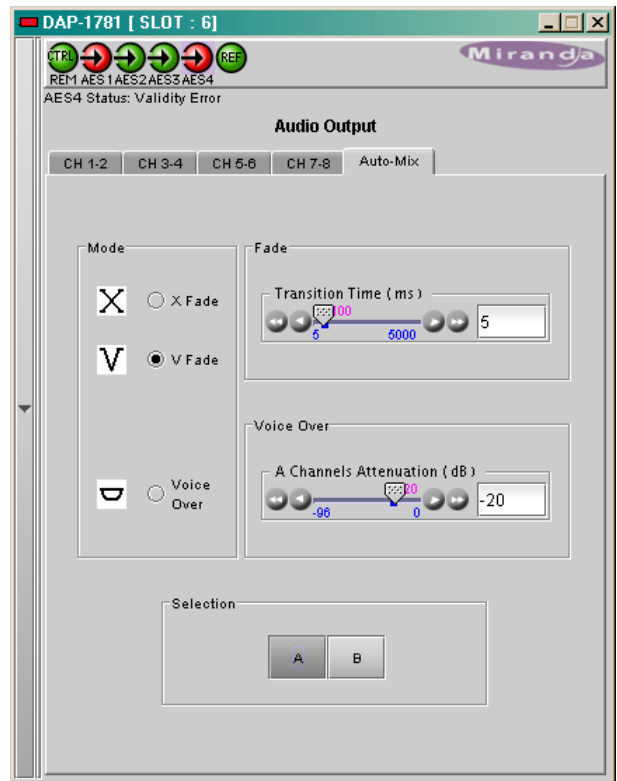 DAP-1781 [ SLOT : 6]
CTRL REF
Miranda
REM AES1 AES2 AES3 AES4
AES4 Status: Validity Error
Audio Output
CH 1-2 CH 3-4 CH 5-6 CH 7-8 Auto-Mix
Mode
X
X Fade
V
V Fade
Voice
Over
Fade
Transition Time ( ms )
100
5 5000
5
Voice Over
A Channels Attenuation ( dB )
-20
-96 0
-20
Selection
A B